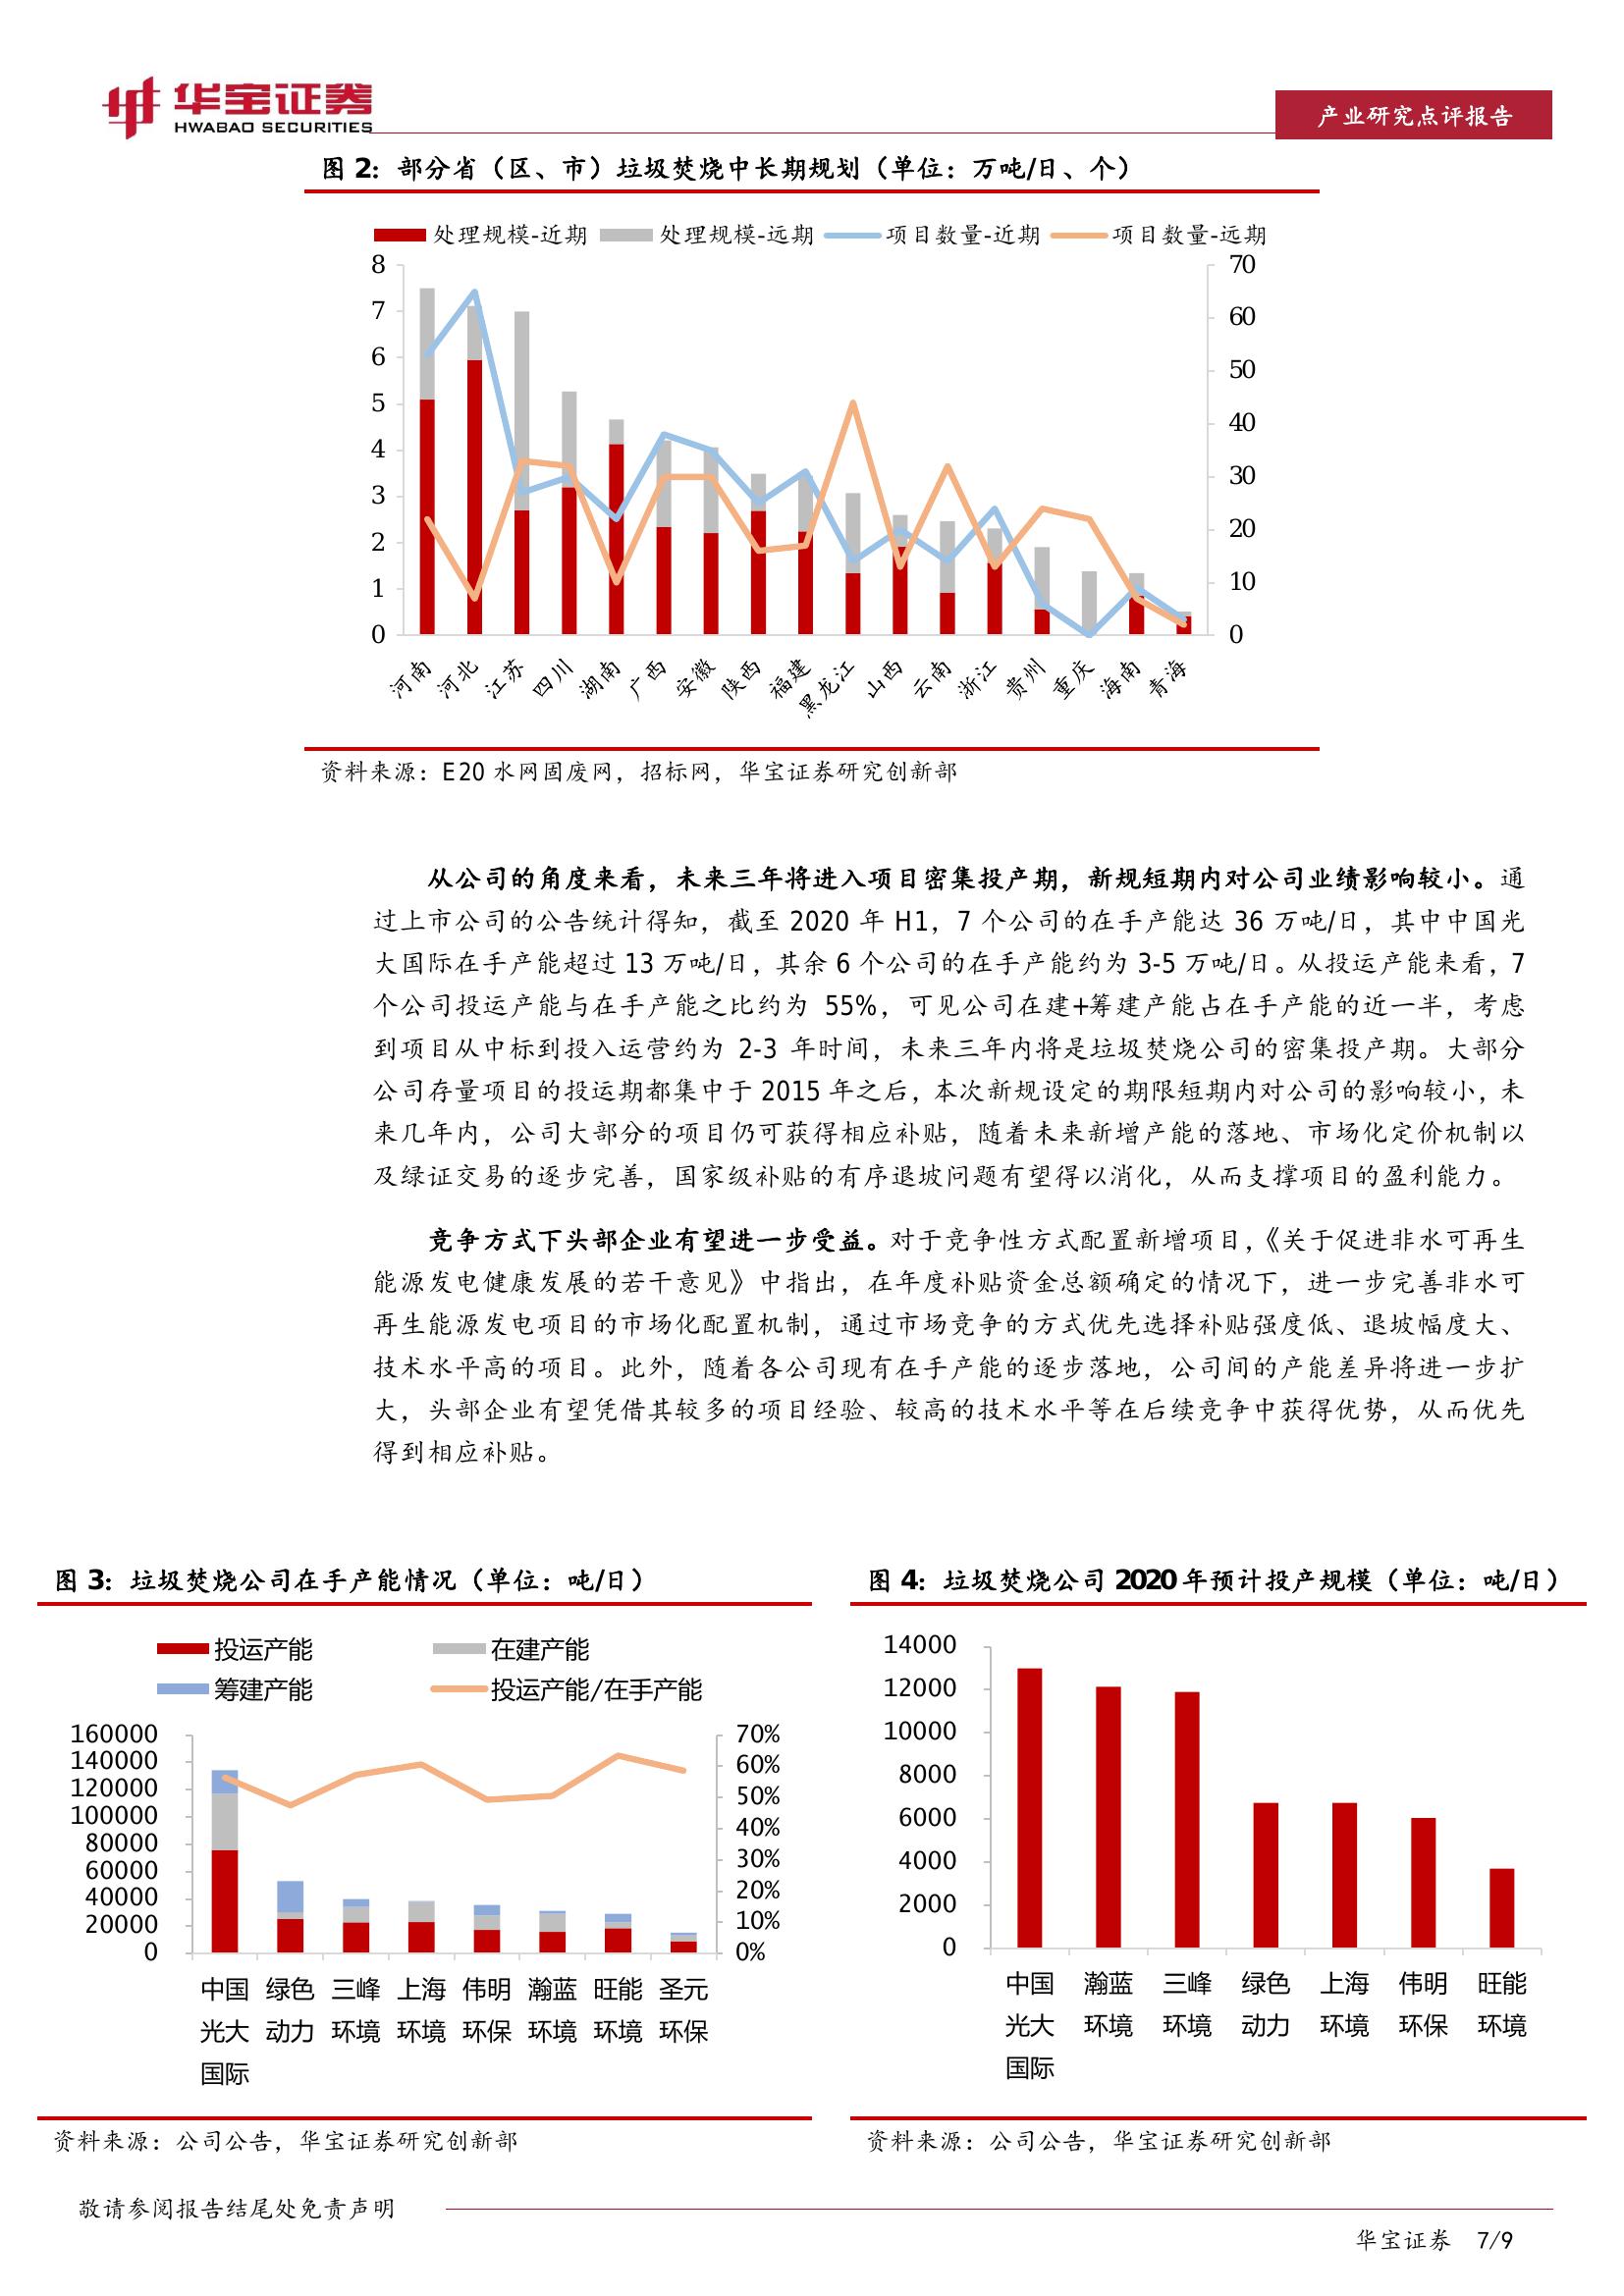 华宝证券
HWABAO SECURITIES
产业研究点评报告
图 2：部分省（区、市）垃圾焚烧中长期规划（单位：万吨/日、个）
处理规模-近期 处理规模-远期 项目数量-近期 项目数量-远期
8
7
6
5
4
3
2
1
0
70
60
50
40
30
20
10
0
河南 河北 江苏 四川 湖南 广西 安徽 陕西 福建 黑龙江 山西 云南 浙江 贵州 重庆 海南 青海
资料来源：E20 水网固废网，招标网，华宝证券研究创新部
从公司的角度来看，未来三年将进入项目密集投产期，新规短期内对公司业绩影响较小。通
过上市公司的公告统计得知，截至 2020 年 H1，7 个公司的在手产能达 36 万吨/日，其中中国光
大国际在手产能超过 13 万吨/日，其余 6 个公司的在手产能约为 3-5 万吨/日。从投运产能来看，7
个公司投运产能与在手产能之比约为 55%，可见公司在建+筹建产能占在手产能的近一半，考虑
到项目从中标到投入运营约为 2-3 年时间，未来三年内将是垃圾焚烧公司的密集投产期。大部分
公司存量项目的投运期都集中于 2015 年之后，本次新规设定的期限短期内对公司的影响较小，未
来几年内，公司大部分的项目仍可获得相应补贴，随着未来新增产能的落地、市场化定价机制以
及绿证交易的逐步完善，国家级补贴的有序退坡问题有望得以消化，从而支撑项目的盈利能力。
竞争方式下头部企业有望进一步受益。对于竞争性方式配置新增项目，《关于促进非水可再生
能源发电健康发展的若干意见》中指出，在年度补贴资金总额确定的情况下，进一步完善非水可
再生能源发电项目的市场化配置机制，通过市场竞争的方式优先选择补贴强度低、退坡幅度大、
技术水平高的项目。此外，随着各公司现有在手产能的逐步落地，公司间的产能差异将进一步扩
大，头部企业有望凭借其较多的项目经验、较高的技术水平等在后续竞争中获得优势，从而优先
得到相应补贴。
图 3：垃圾焚烧公司在手产能情况（单位：吨/日）
投运产能 在建产能
筹建产能 投运产能/在手产能
160000
140000
120000
100000
80000
60000
40000
20000
0
70%
60%
50%
40%
30%
20%
10%
0%
中国 绿色 三峰 上海 伟明 瀚蓝 旺能 圣元
光大 动力 环境 环境 环保 环境 环境 环保
国际
资料来源：公司公告，华宝证券研究创新部
图 4：垃圾焚烧公司 2020 年预计投产规模（单位：吨/日）
14000
12000
10000
8000
6000
4000
2000
0
中国 瀚蓝 三峰 绿色 上海 伟明 旺能
光大 环境 环境 动力 环境 环保 环境
国际
资料来源：公司公告，华宝证券研究创新部
敬请参阅报告结尾处免责声明
华宝证券 7/9